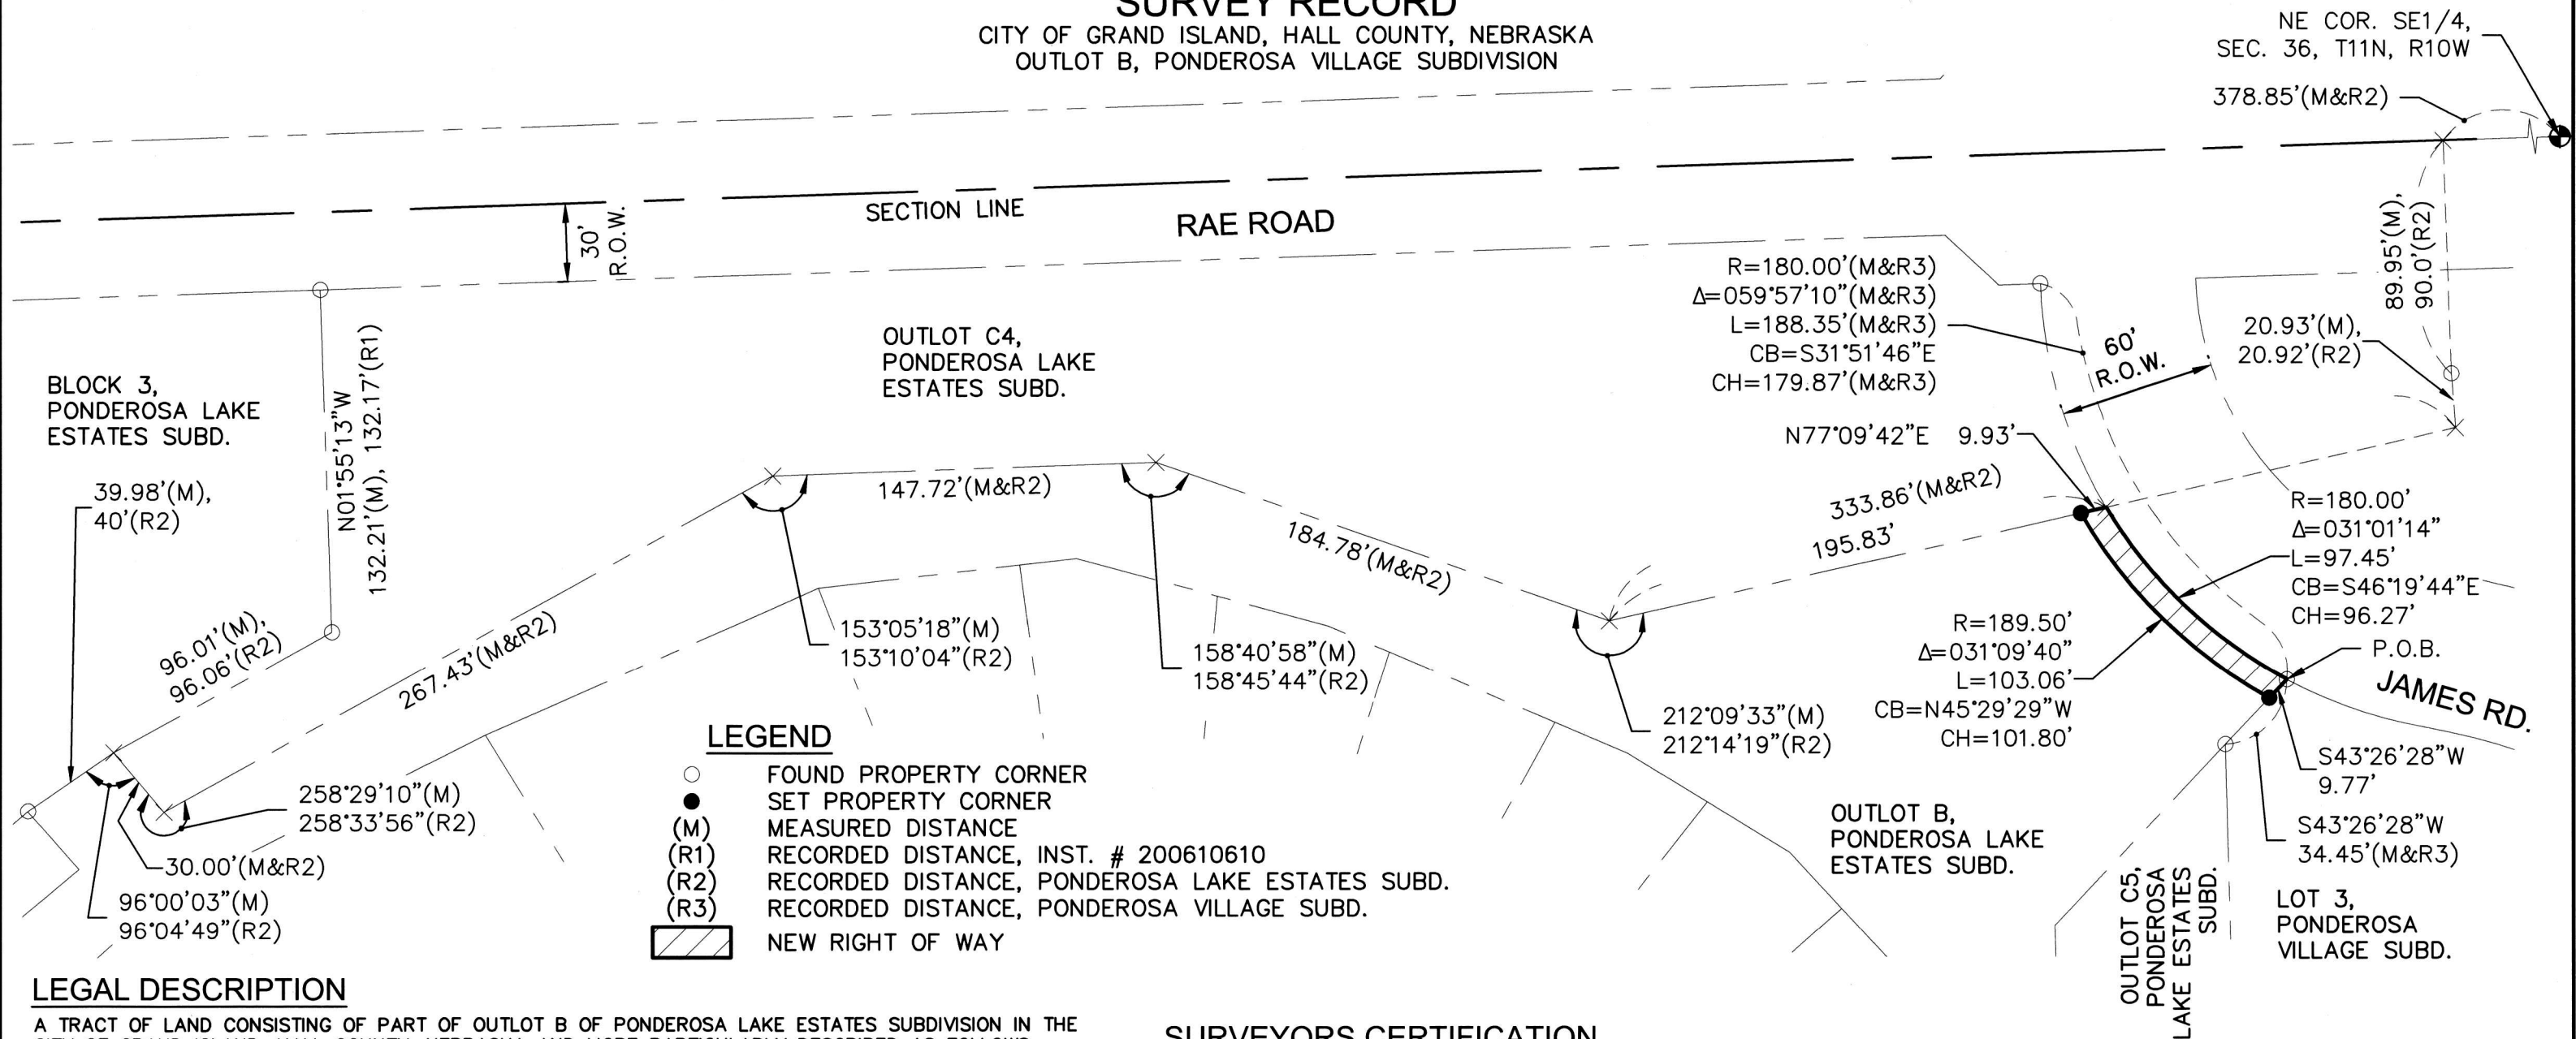 SURVEY RECORD
CITY OF GRAND ISLAND, HALL COUNTY, NEBRASKA
OUTLOT B, PONDEROSA VILLAGE SUBDIVISION
NE COR. SE1/4,
SEC. 36, T11N, R10W
378.85'(M&R2)
SECTION LINE
RAE ROAD
30'
R.O.W.
89.95'(M),
90.0'(R2)
R=180.00'(M&R3)
Δ=059°57'10"(M&R3)
L=188.35'(M&R3)
CB=S31°51'46"E
CH=179.87'(M&R3)
60'
R.O.W.
20.93'(M),
20.92'(R2)
BLOCK 3,
PONDEROSA LAKE
ESTATES SUBD.
N01°55'13"W
132.21'(M), 132.17'(R1)
OUTLOT C4,
PONDEROSA LAKE
ESTATES SUBD.
N77°09'42"E 9.93'
39.98'(M),
40'(R2)
147.72'(M&R2)
333.86'(M&R2)
195.83'
R=180.00'
Δ=031°01'14"
L=97.45'
CB=S46°19'44"E
CH=96.27'
184.78'(M&R2)
96.01'(M),
96.06'(R2)
267.43'(M&R2)
153°05'18"(M)
153°10'04"(R2)
158°40'58"(M)
158°45'44"(R2)
212°09'33"(M)
212°14'19"(R2)
R=189.50'
Δ=031°09'40"
L=103.06'
CB=N45°29'29"W
CH=101.80'
P.O.B.
JAMES RD.
S43°26'28"W
9.77'
S43°26'28"W
34.45'(M&R3)
258°29'10"(M)
258°33'56"(R2)
30.00'(M&R2)
96°00'03"(M)
96°04'49"(R2)
LEGEND
FOUND PROPERTY CORNER
SET PROPERTY CORNER
(M) MEASURED DISTANCE
(R1) RECORDED DISTANCE, INST. # 200610610
(R2) RECORDED DISTANCE, PONDEROSA LAKE ESTATES SUBD.
(R3) RECORDED DISTANCE, PONDEROSA VILLAGE SUBD.
NEW RIGHT OF WAY
OUTLOT B,
PONDEROSA LAKE
ESTATES SUBD.
OUTLOT C5,
PONDEROSA
LAKE ESTATES
SUBD.
LOT 3,
PONDEROSA
VILLAGE SUBD.
LEGAL DESCRIPTION
A TRACT OF LAND CONSISTING OF PART OF OUTLOT B OF PONDEROSA LAKE ESTATES SUBDIVISION IN THE
SURVEYORS CERTIFICATION